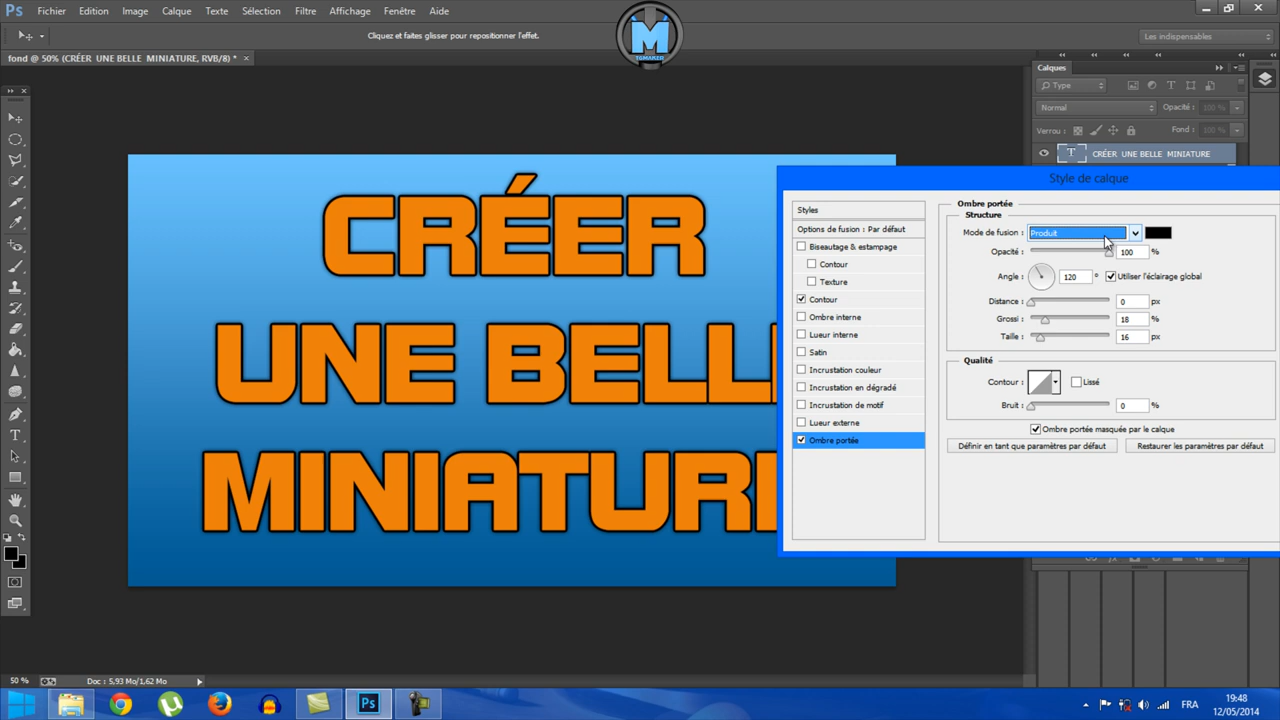 Ps Fichier Edition Image Calque Texte Sélection Filtre Affichage Fenêtre Aide
Cliquez et faites glisser pour repositionner l'effet.
M
TGMAKER
Les indispensables
fond @ 50% (CRÉER UNE BELLE MINIATURE, RVB/8) *
Calques
Type
Normal
Opacité : 100 %
Verrou :
Fond : 100 %
T CRÉER UNE BELLE MINIATURE
CRÉER
UNE BELL
MINIATURE
Style de calque
Styles
Options de fusion : Par défaut
Biseautage & estampage
Contour
Texture
Contour
Ombre interne
Lueur interne
Satin
Incrustation couleur
Incrustation en dégradé
Incrustation de motif
Lueur externe
Ombre portée
Ombre portée
Structure
Mode de fusion : Produit
Opacité : 100 %
Angle : 120 ° Utiliser l'éclairage global
Distance : 0 px
Grossi : 18 %
Taille : 16 px
Qualité
Contour : Lissé
Bruit : 0 %
Ombre portée masquée par le calque
Définir en tant que paramètres par défaut Restaurer les paramètres par défaut
50 % Doc : 5,93 Mo/1,62 Mo
Ps
FRA
19:48
12/05/2014